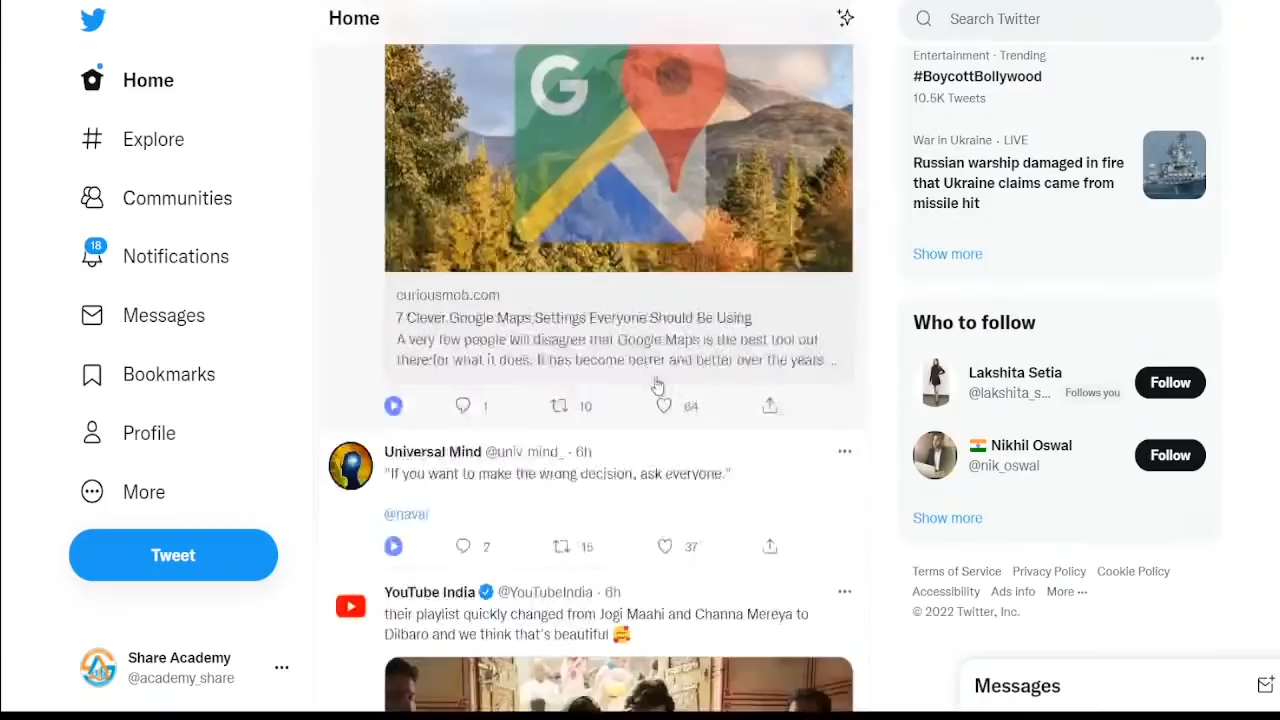 Home
Explore
Communities
18
Notifications
Messages
Bookmarks
Profile
More
Tweet
Share Academy
@academy_share
Home
G
curiousmob.com
7 Clever Google Maps Settings Everyone Should Be Using
A very few people will disagree that Google Maps is the best tool out
there for what it does. It has become better and better over the years ..
1 10 64
Universal Mind @univ_mind_ · 6h
"If you want to make the wrong decision, ask everyone."
@naval
15 37
YouTube India @YouTubeIndia · 6h
their playlist quickly changed from Jogi Maahi and Channa Mereya to
Dilbaro and we think that's beautiful 🥰
Search Twitter
Entertainment · Trending
#BoycottBollywood
10.5K Tweets
War in Ukraine · LIVE
Russian warship damaged in fire
that Ukraine claims came from
missile hit
Show more
Who to follow
Lakshita Setia
@lakshita_s... Follows you
Follow
🇮🇳 Nikhil Oswal
@nik_oswal
Follow
Show more
Terms of Service Privacy Policy Cookie Policy
Accessibility Ads info More ···
© 2022 Twitter, Inc.
Messages